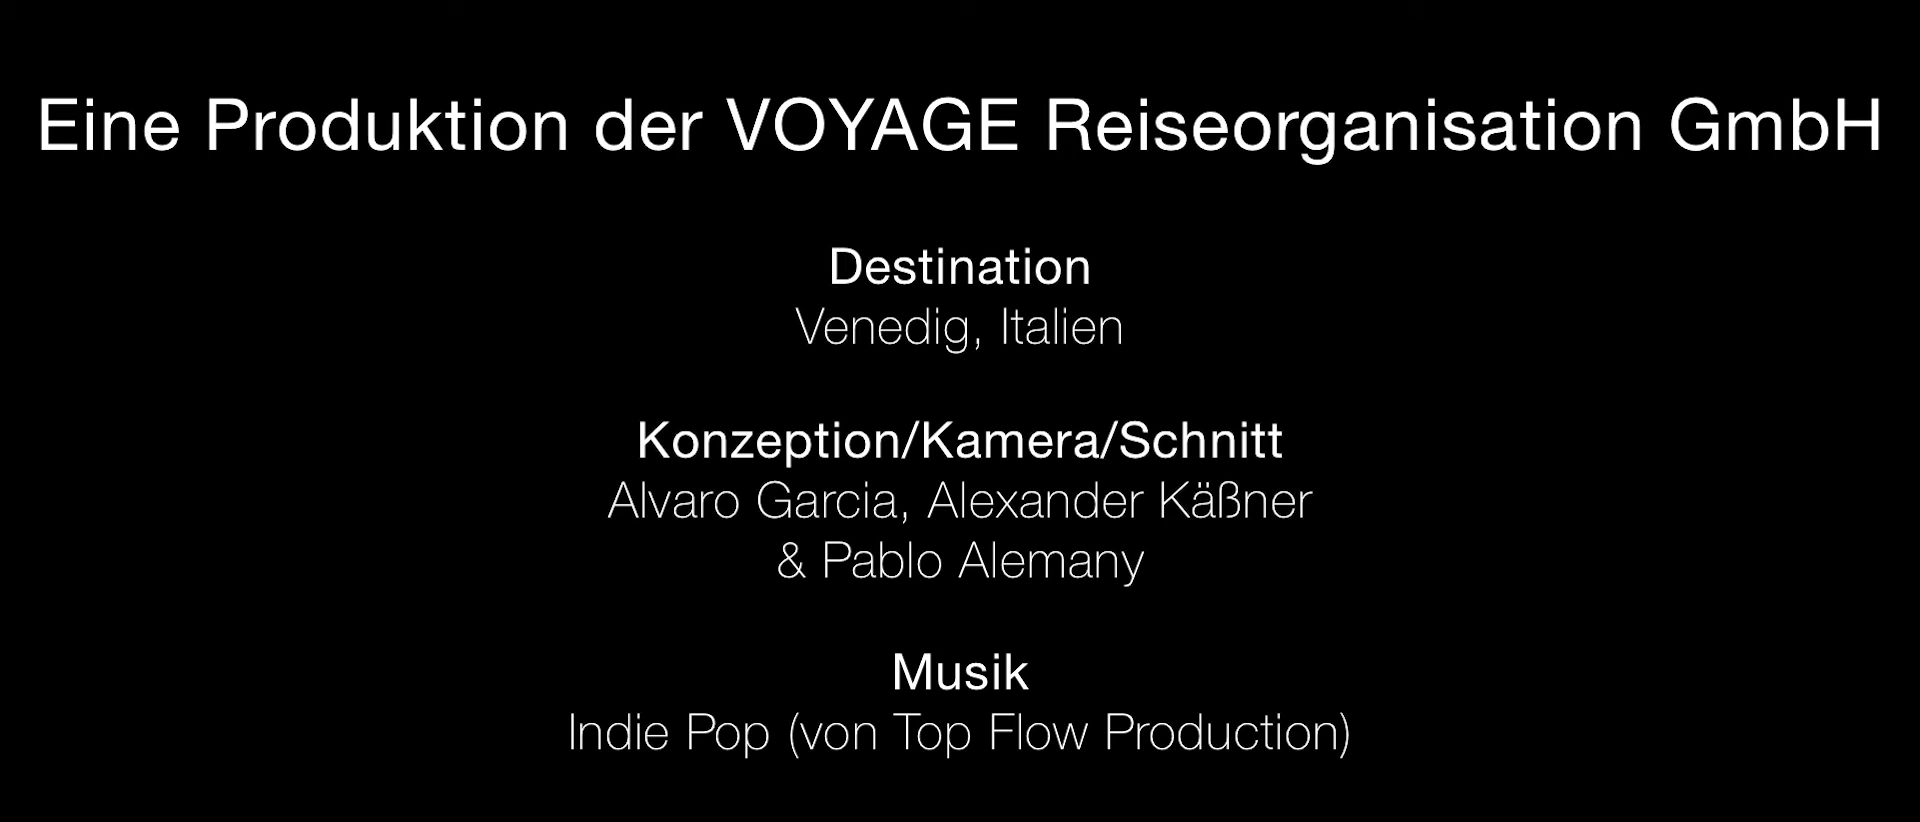 Eine Produktion der VOYAGE Reiseorganisation GmbH
Destination
Venedig, Italien
Konzeption/Kamera/Schnitt
Alvaro Garcia, Alexander Käßner
& Pablo Alemany
Musik
Indie Pop (von Top Flow Production)